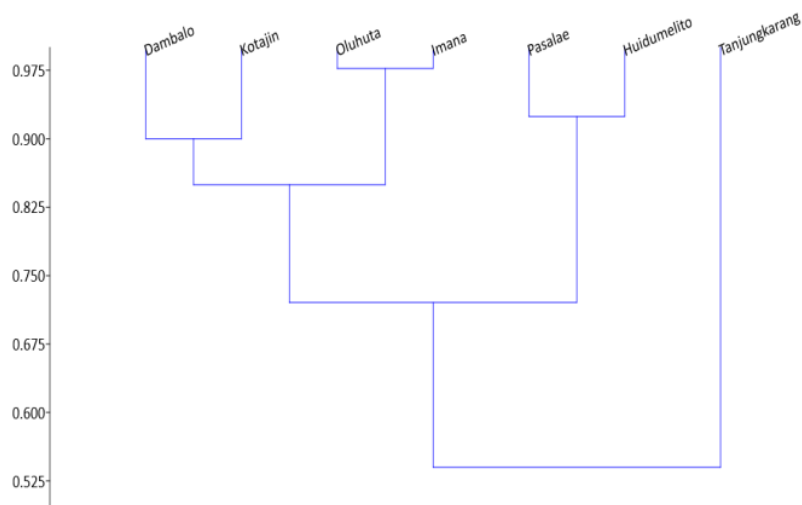 Dambalo
Kotajin
Oluhuta
Imana
Pasalae
Huidumelito
Tanjungkarang
0.975
0.900
0.825
0.750
0.675
0.600
0.525